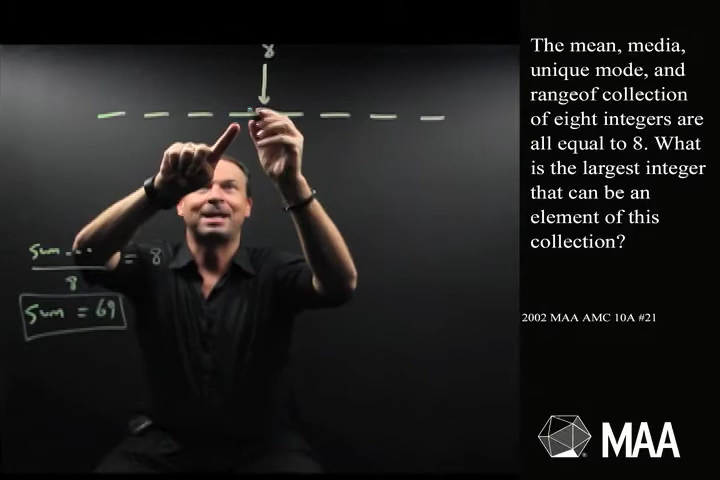 8
sum ...
= 8
8
sum = 69
The mean, media,
unique mode, and
rangeof collection
of eight integers are
all equal to 8. What
is the largest integer
that can be an
element of this
collection?
2002 MAA AMC 10A #21
MAA